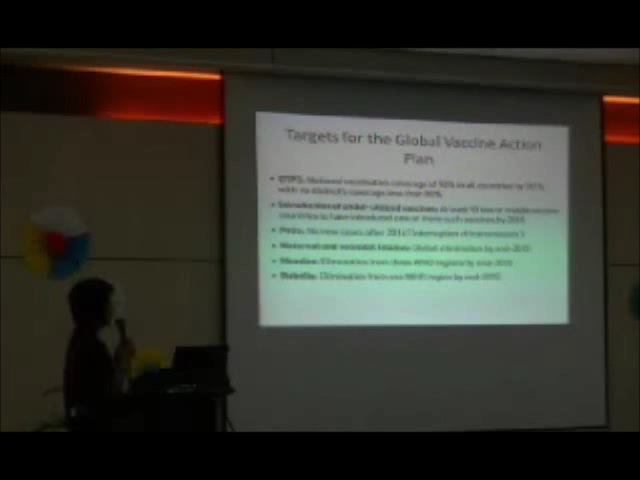 Targets for the Global Vaccine Action
Plan
• DTP3: National vaccination coverage of 90% in all countries by 2015,
with no district's coverage less than 80%
• Introduction of under-utilized vaccines: At least 90 low or middle income
countries to have introduced one or more such vaccines by 2015
• Polio: No new cases after 2014 (interruption of transmission)
• Maternal and neonatal tetanus: Global elimination by end-2015
• Measles: Elimination from three WHO regions by end-2015
• Rubella: Elimination from two WHO regions by end-2015